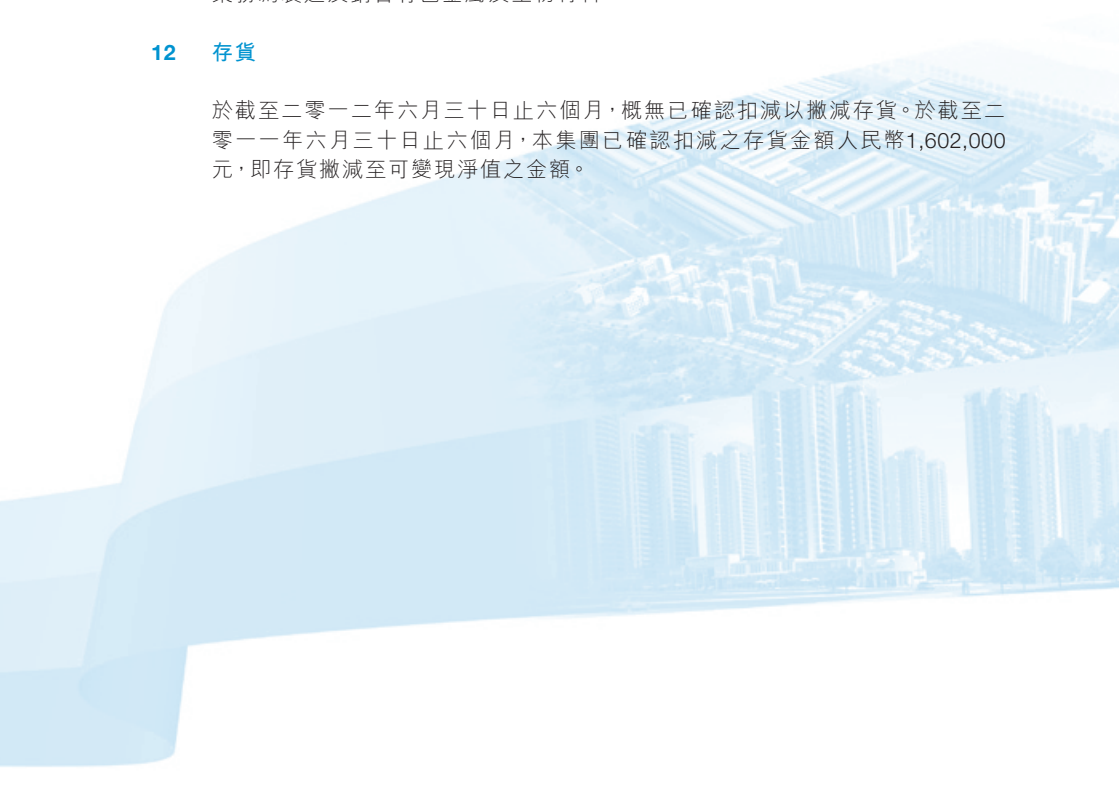 12 存貨
於截至二零一二年六月三十日止六個月，概無已確認扣減以撇減存貨。於截至二
零一一年六月三十日止六個月，本集團已確認扣減之存貨金額人民幣1,602,000
元，即存貨撇減至可變現淨值之金額。